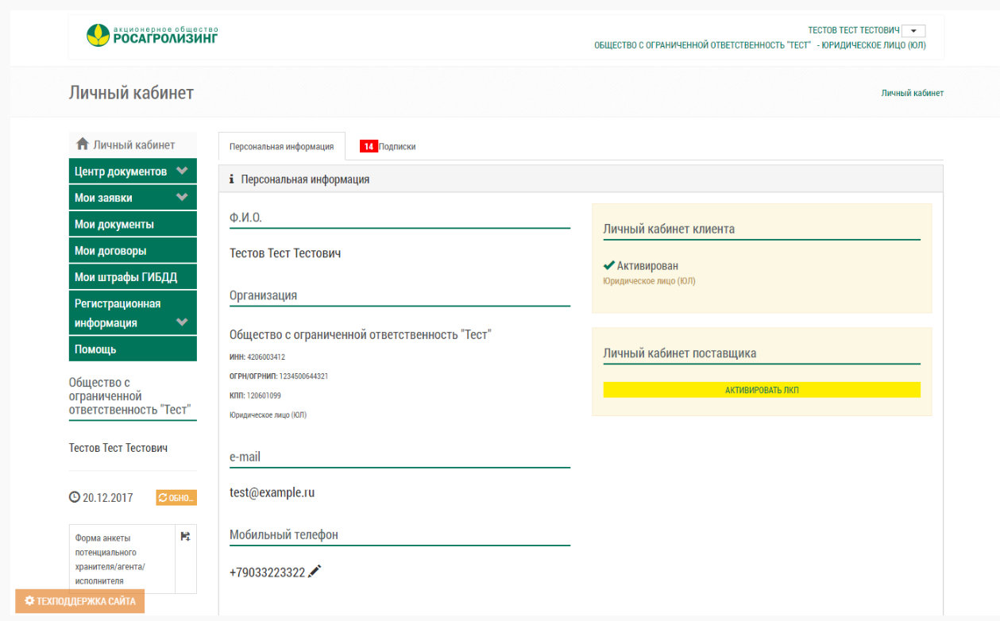 акционерное общество
РОСАГРОЛИЗИНГ
ТЕСТОВ ТЕСТ ТЕСТОВИЧ
ОБЩЕСТВО С ОГРАНИЧЕННОЙ ОТВЕТСТВЕННОСТЬ "ТЕСТ" - ЮРИДИЧЕСКОЕ ЛИЦО (ЮЛ)
Личный кабинет
Личный кабинет
Личный кабинет
Центр документов
Мои заявки
Мои документы
Мои договоры
Мои штрафы ГИБДД
Регистрационная
информация
Помощь
Общество с
ограниченной
ответственность "Тест"
Тестов Тест Тестович
20.12.2017
ОБНО...
Форма анкеты
потенциального
хранителя/агента/
исполнителя
ТЕХПОДДЕРЖКА САЙТА
Персональная информация
14 Подписки
Персональная информация
Ф.И.О.
Тестов Тест Тестович
Организация
Общество с ограниченной ответственность "Тест"
ИНН: 4206003412
ОГРН/ОГРНИП: 1234500644321
КПП: 120601099
Юридическое лицо (ЮЛ)
e-mail
test@example.ru
Мобильный телефон
+79033223322
Личный кабинет клиента
Активирован
Юридическое лицо (ЮЛ)
Личный кабинет поставщика
АКТИВИРОВАТЬ ЛКП